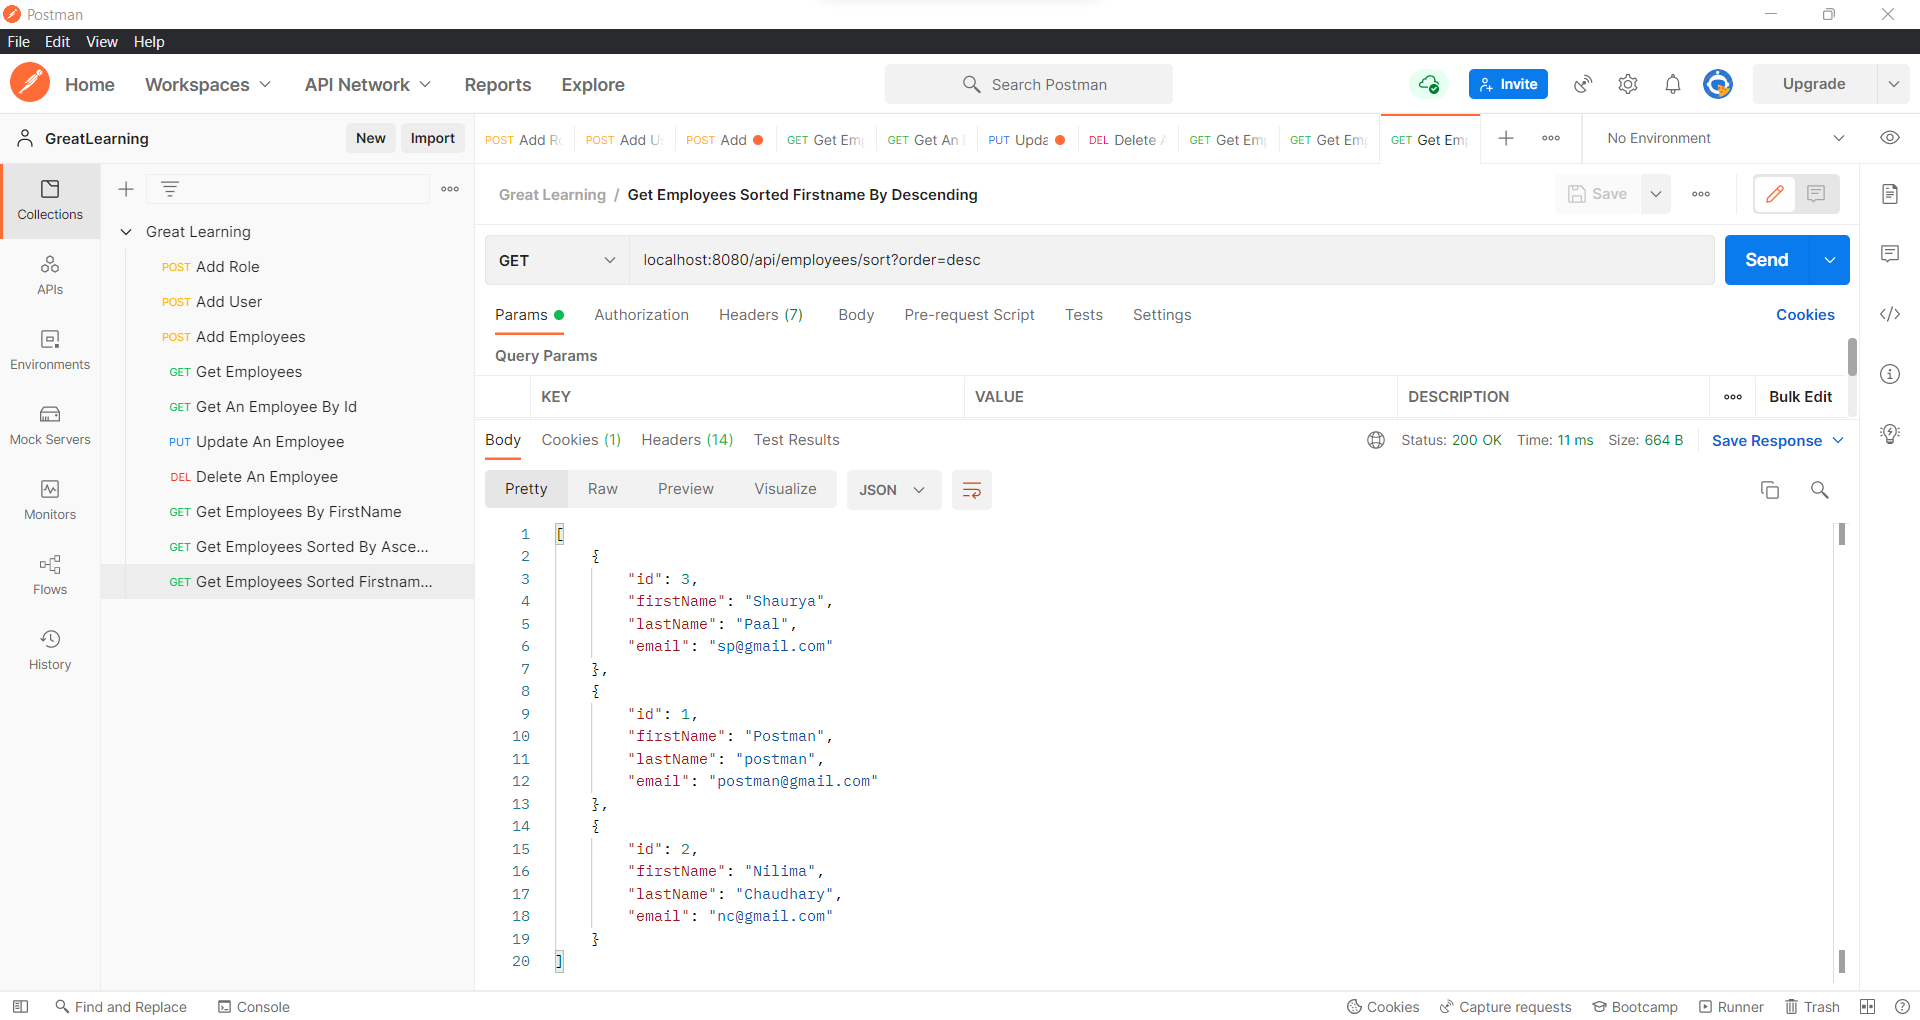 Postman
File Edit View Help
Home Workspaces API Network Reports Explore Search Postman Invite Upgrade
GreatLearning New Import
POST Add Ro POST Add U POST Add GET Get Em GET Get An PUT Upda DEL Delete GET Get Em GET Get Em GET Get Em No Environment
Collections
APIs
Environments
Mock Servers
Monitors
Flows
History
Great Learning
POST Add Role
POST Add User
POST Add Employees
GET Get Employees
GET Get An Employee By Id
PUT Update An Employee
DEL Delete An Employee
GET Get Employees By FirstName
GET Get Employees Sorted By Asce...
GET Get Employees Sorted Firstnam...
Great Learning / Get Employees Sorted Firstname By Descending Save
GET localhost:8080/api/employees/sort?order=desc Send
Params Authorization Headers (7) Body Pre-request Script Tests Settings Cookies
Query Params
KEY VALUE DESCRIPTION Bulk Edit
Body Cookies (1) Headers (14) Test Results Status: 200 OK Time: 11 ms Size: 664 B Save Response
Pretty Raw Preview Visualize JSON
1 [
2 {
3 "id": 3,
4 "firstName": "Shaurya",
5 "lastName": "Paal",
6 "email": "sp@gmail.com"
7 },
8 {
9 "id": 1,
10 "firstName": "Postman",
11 "lastName": "postman",
12 "email": "postman@gmail.com"
13 },
14 {
15 "id": 2,
16 "firstName": "Nilima",
17 "lastName": "Chaudhary",
18 "email": "nc@gmail.com"
19 }
20 ]
Find and Replace Console Cookies Capture requests Bootcamp Runner Trash